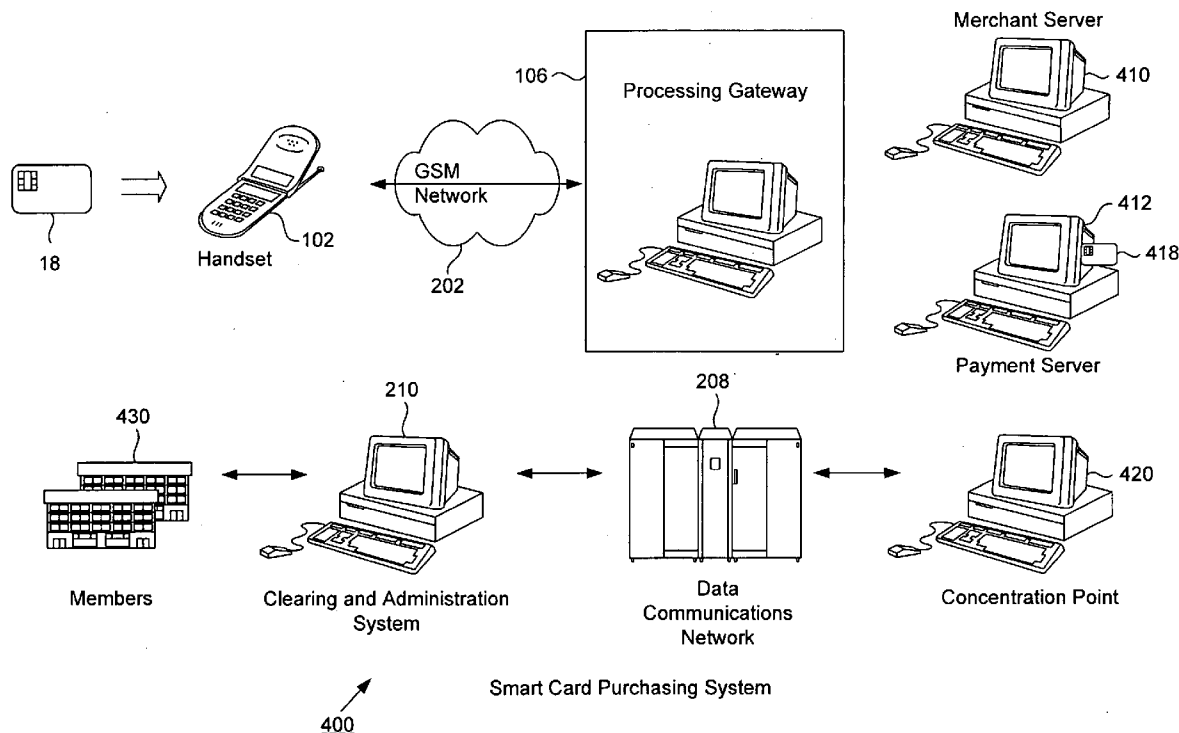 Merchant Server
106
Processing Gateway
410
GSM
Network
18
102
Handset
202
412
418
Payment Server
430
210
208
420
Members
Clearing and Administration
System
Data
Communications
Network
Concentration Point
Smart Card Purchasing System
400